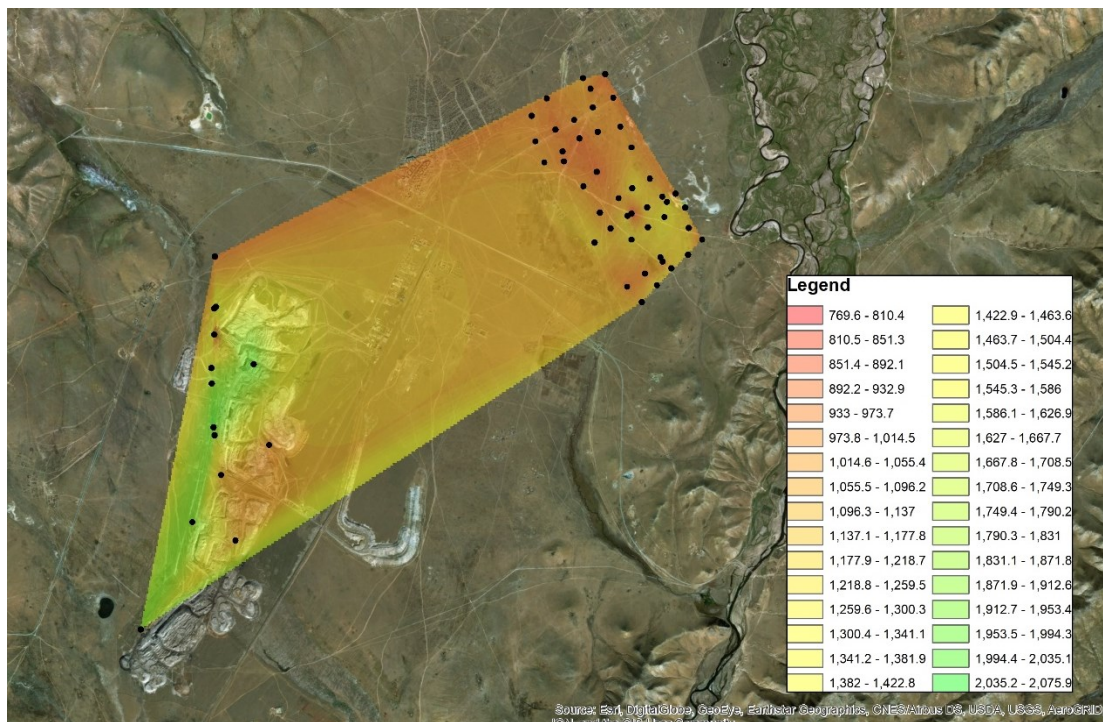 Legend
769.6 - 810.4
810.5 - 851.3
851.4 - 892.1
892.2 - 932.9
933 - 973.7
973.8 - 1,014.5
1,014.6 - 1,055.4
1,055.5 - 1,096.2
1,096.3 - 1,137
1,137.1 - 1,177.8
1,177.9 - 1,218.7
1,218.8 - 1,259.5
1,259.6 - 1,300.3
1,300.4 - 1,341.1
1,341.2 - 1,381.9
1,382 - 1,422.8
1,422.9 - 1,463.6
1,463.7 - 1,504.4
1,504.5 - 1,545.2
1,545.3 - 1,586
1,586.1 - 1,626.9
1,627 - 1,667.7
1,667.8 - 1,708.5
1,708.6 - 1,749.3
1,749.4 - 1,790.2
1,790.3 - 1,831
1,831.1 - 1,871.8
1,871.9 - 1,912.6
1,912.7 - 1,953.4
1,953.5 - 1,994.3
1,994.4 - 2,035.1
2,035.2 - 2,075.9
Source: Esri, DigitalGlobe, GeoEye, Earthstar Geographics, CNES/Airbus DS, USDA, USGS, AeroGRID